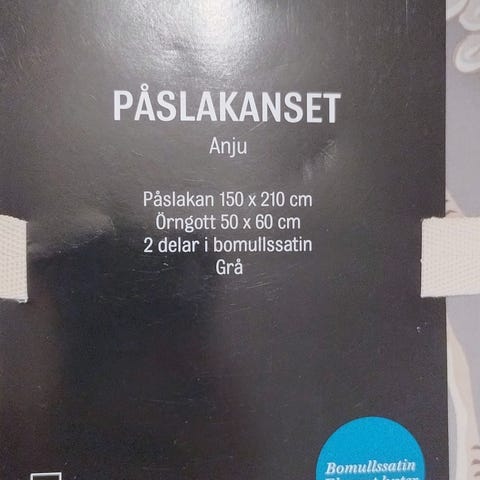 PÅSLAKANSET
Anju
Påslakan 150 x 210 cm
Örngott 50 x 60 cm
2 delar i bomullssatin
Grå
Bomullssatin